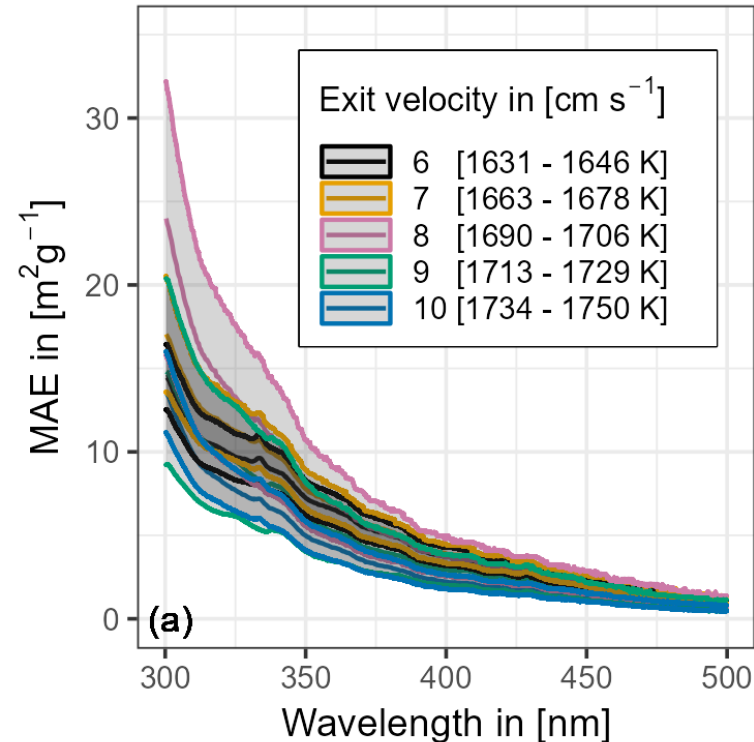 MAE in [m²g⁻¹]
30
20
10
0
Exit velocity in [cm s⁻¹]
6 [1631 - 1646 K]
7 [1663 - 1678 K]
8 [1690 - 1706 K]
9 [1713 - 1729 K]
10 [1734 - 1750 K]
(a)
300 350 400 450 500
Wavelength in [nm]